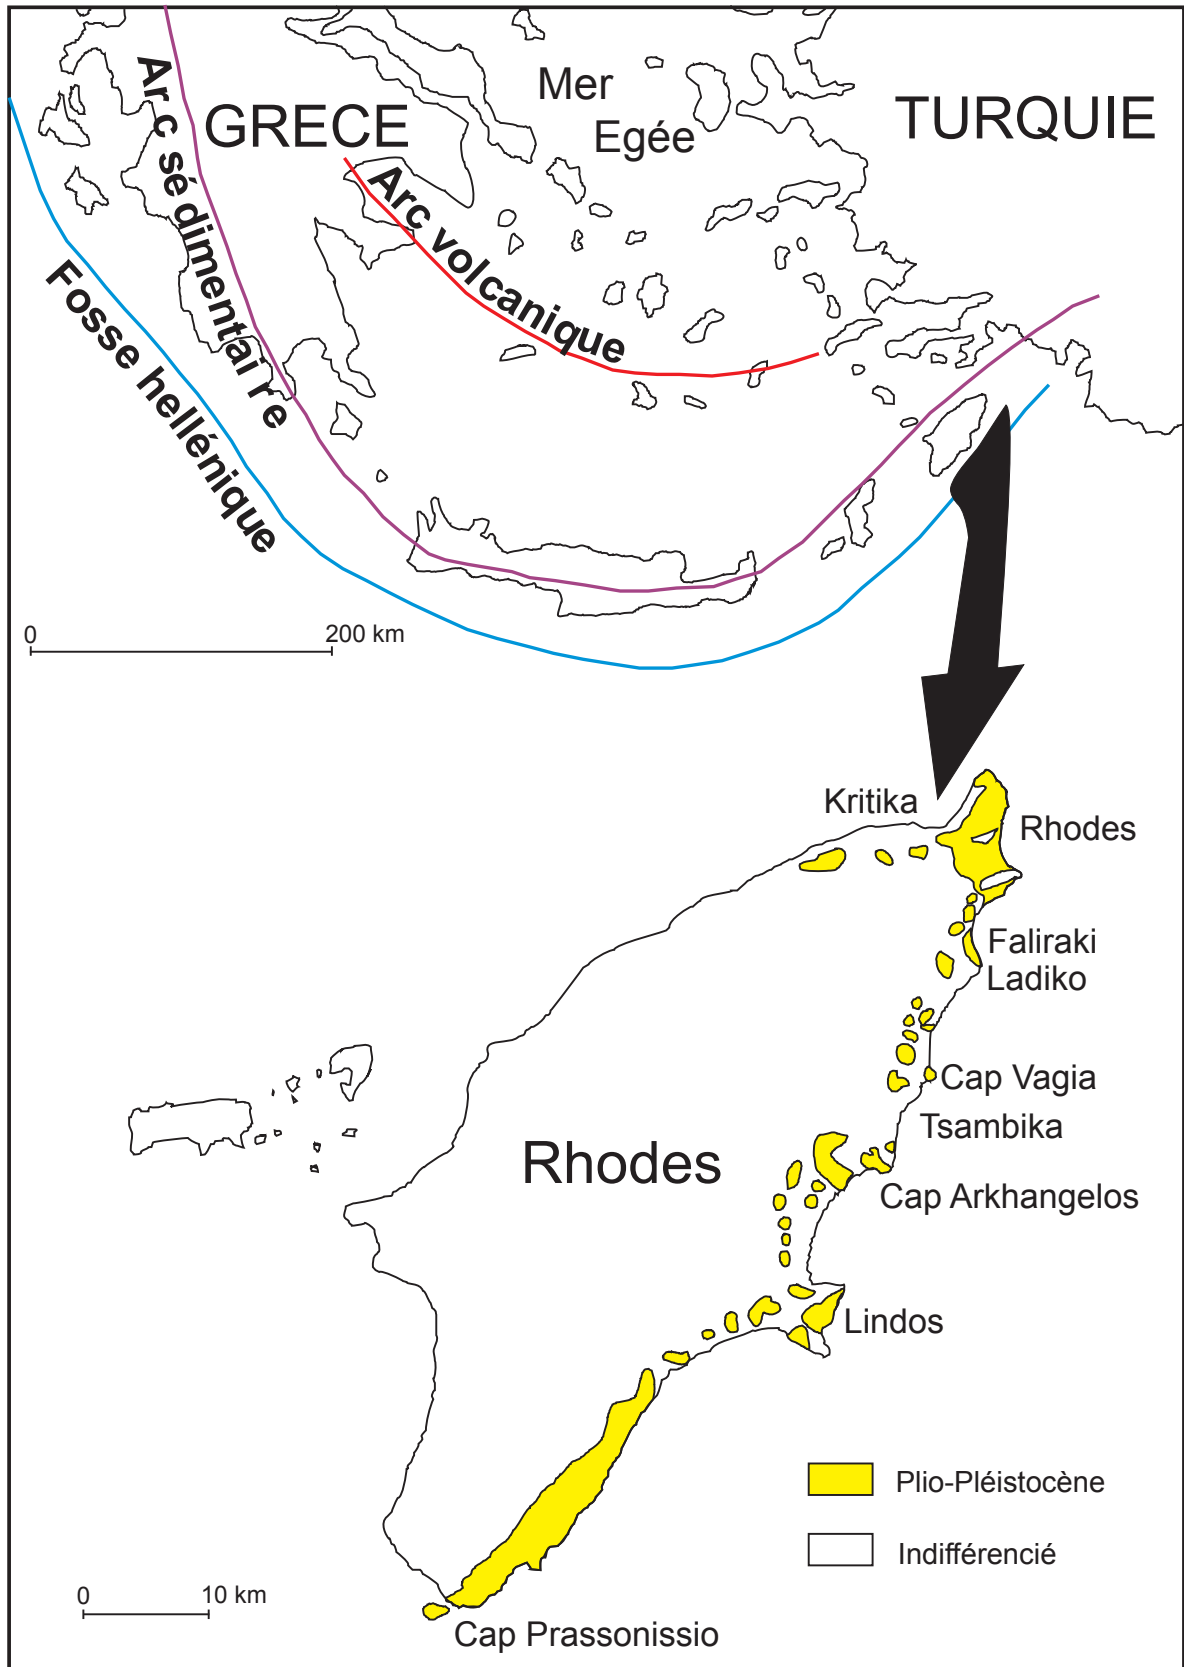 Mer
Egée
TURQUIE
GRECE
Arc sédimentaire
Arc volcanique
Fosse hellénique
0 200 km
Kritika
Rhodes
Faliraki
Ladiko
Cap Vagia
Tsambika
Rhodes
Cap Arkhangelos
Lindos
Plio-Pléistocène
Indifférencié
0 10 km
Cap Prassonissio